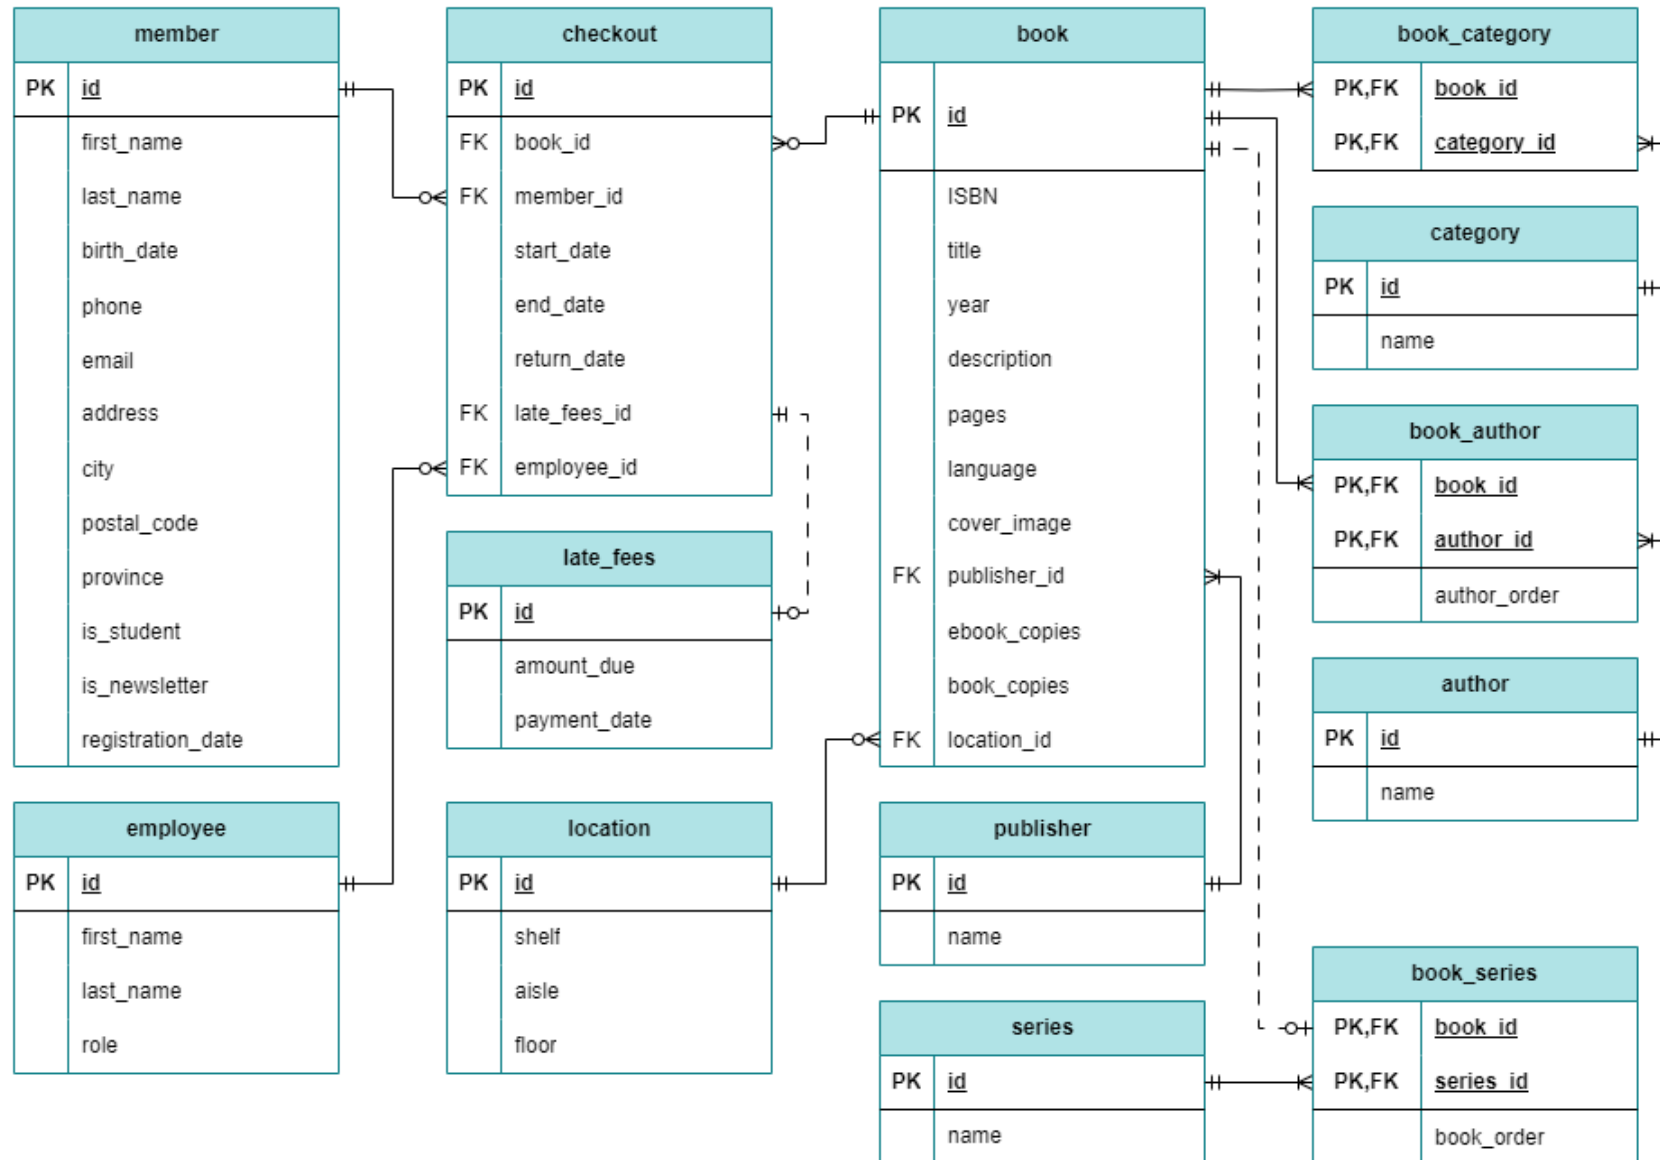 member
PK id
first_name
last_name
birth_date
phone
email
address
city
postal_code
province
is_student
is_newsletter
registration_date
employee
PK id
first_name
last_name
role
checkout
PK id
FK book_id
FK member_id
start_date
end_date
return_date
FK late_fees_id
FK employee_id
late_fees
PK id
amount_due
payment_date
location
PK id
shelf
aisle
floor
book
PK id
ISBN
title
year
description
pages
language
cover_image
FK publisher_id
ebook_copies
book_copies
FK location_id
publisher
PK id
name
series
PK id
name
book_category
PK,FK book_id
PK,FK category_id
category
PK id
name
book_author
PK,FK book_id
PK,FK author_id
author_order
author
PK id
name
book_series
PK,FK book_id
PK,FK series_id
book_order